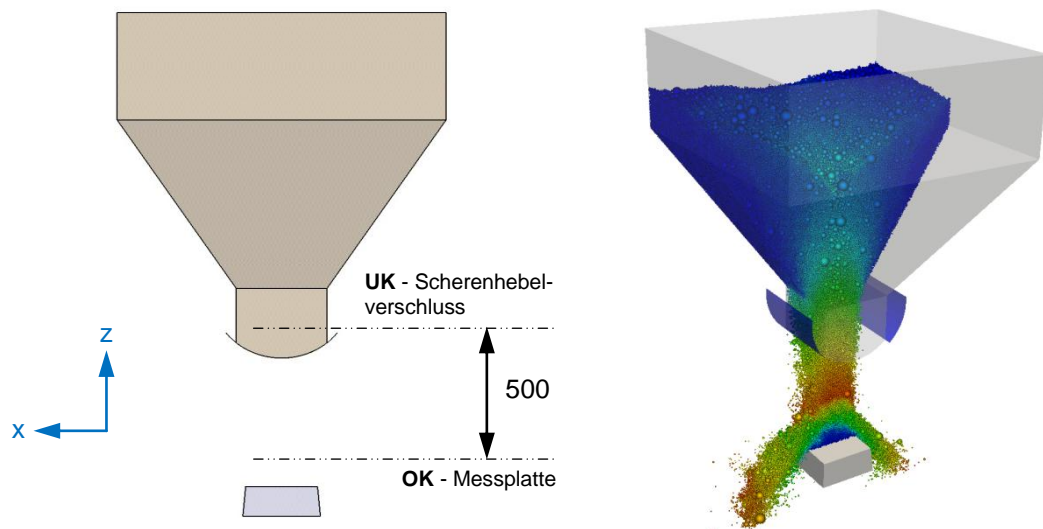 UK - Scherenhebel-
verschluss
z
500
x
OK - Messplatte